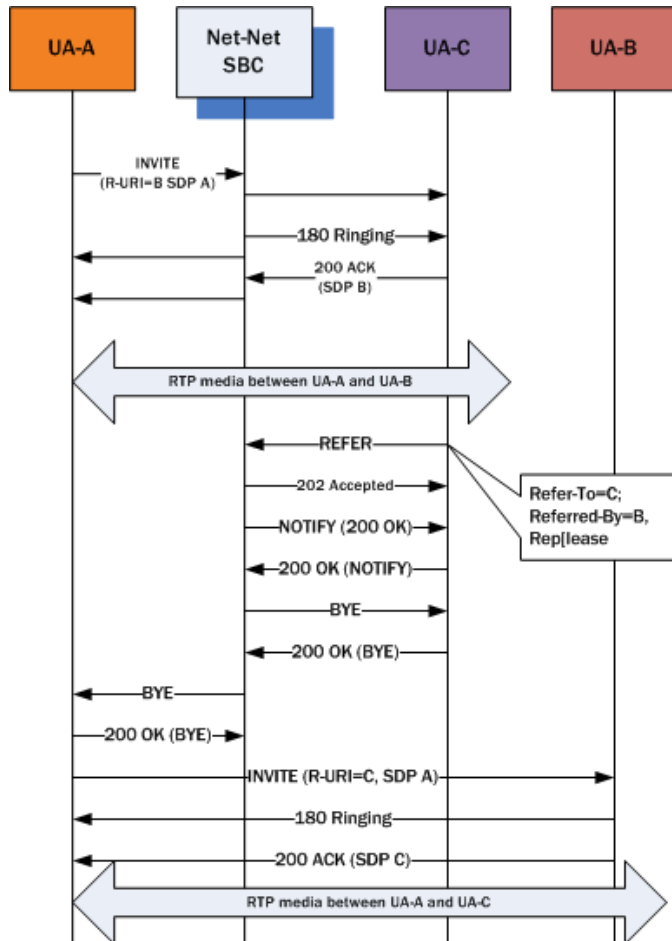 UA-A
Net-Net
SBC
UA-C
UA-B
INVITE
(R-URI=B SDP A)
180 Ringing
200 ACK
(SDP B)
RTP media between UA-A and UA-B
REFER
202 Accepted
Refer-To=C;
Referred-By=B,
Rep[lease
NOTIFY (200 OK)
200 OK (NOTIFY)
BYE
200 OK (BYE)
BYE
200 OK (BYE)
INVITE (R-URI=C, SDP A)
180 Ringing
200 ACK (SDP C)
RTP media between UA-A and UA-C